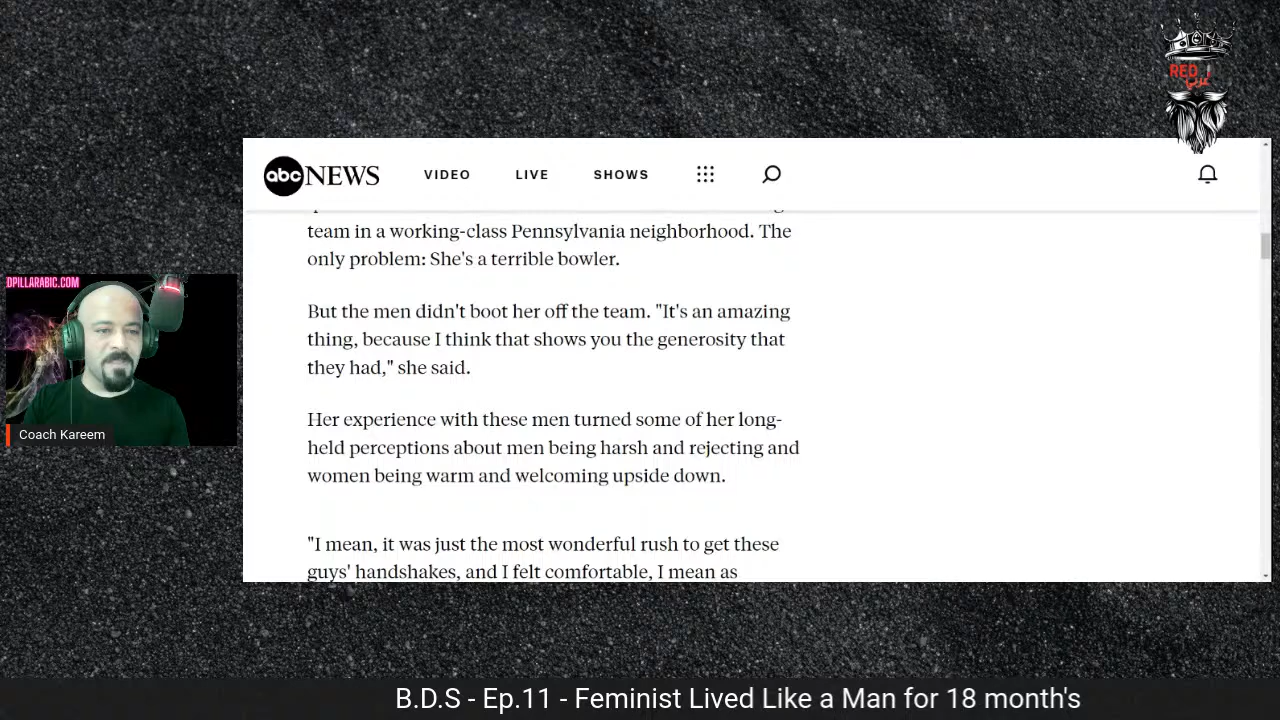 RED
abc NEWS
VIDEO
LIVE
SHOWS
team in a working-class Pennsylvania neighborhood. The
only problem: She's a terrible bowler.
But the men didn't boot her off the team. "It's an amazing
thing, because I think that shows you the generosity that
they had," she said.
Her experience with these men turned some of her long-
held perceptions about men being harsh and rejecting and
women being warm and welcoming upside down.
"I mean, it was just the most wonderful rush to get these
guys' handshakes, and I felt comfortable, I mean as
DPILLARABIC.COM
Coach Kareem
B.D.S - Ep.11 - Feminist Lived Like a Man for 18 month's